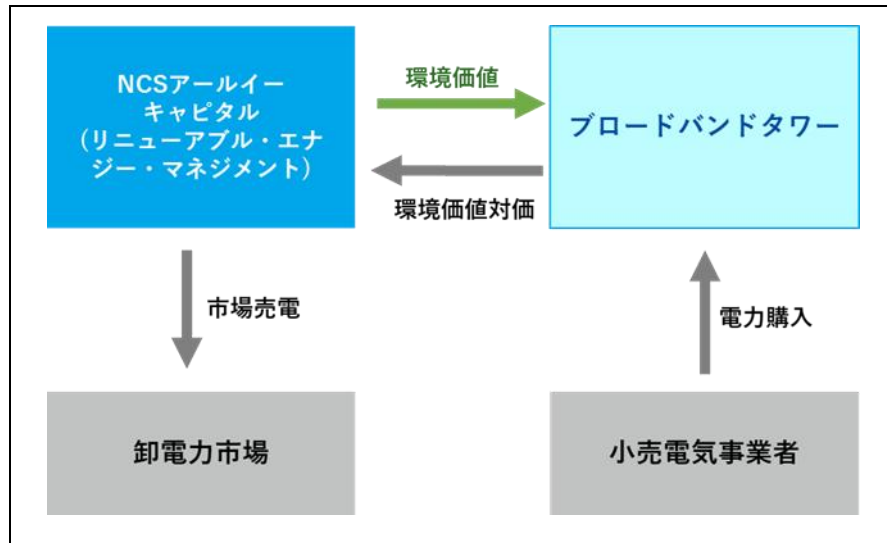 NCSアールイー
キャピタル
(リニューアブル・エナ
ジー・マネジメント)
環境価値
ブロードバンドタワー
環境価値対価
市場売電
電力購入
卸電力市場
小売電気事業者